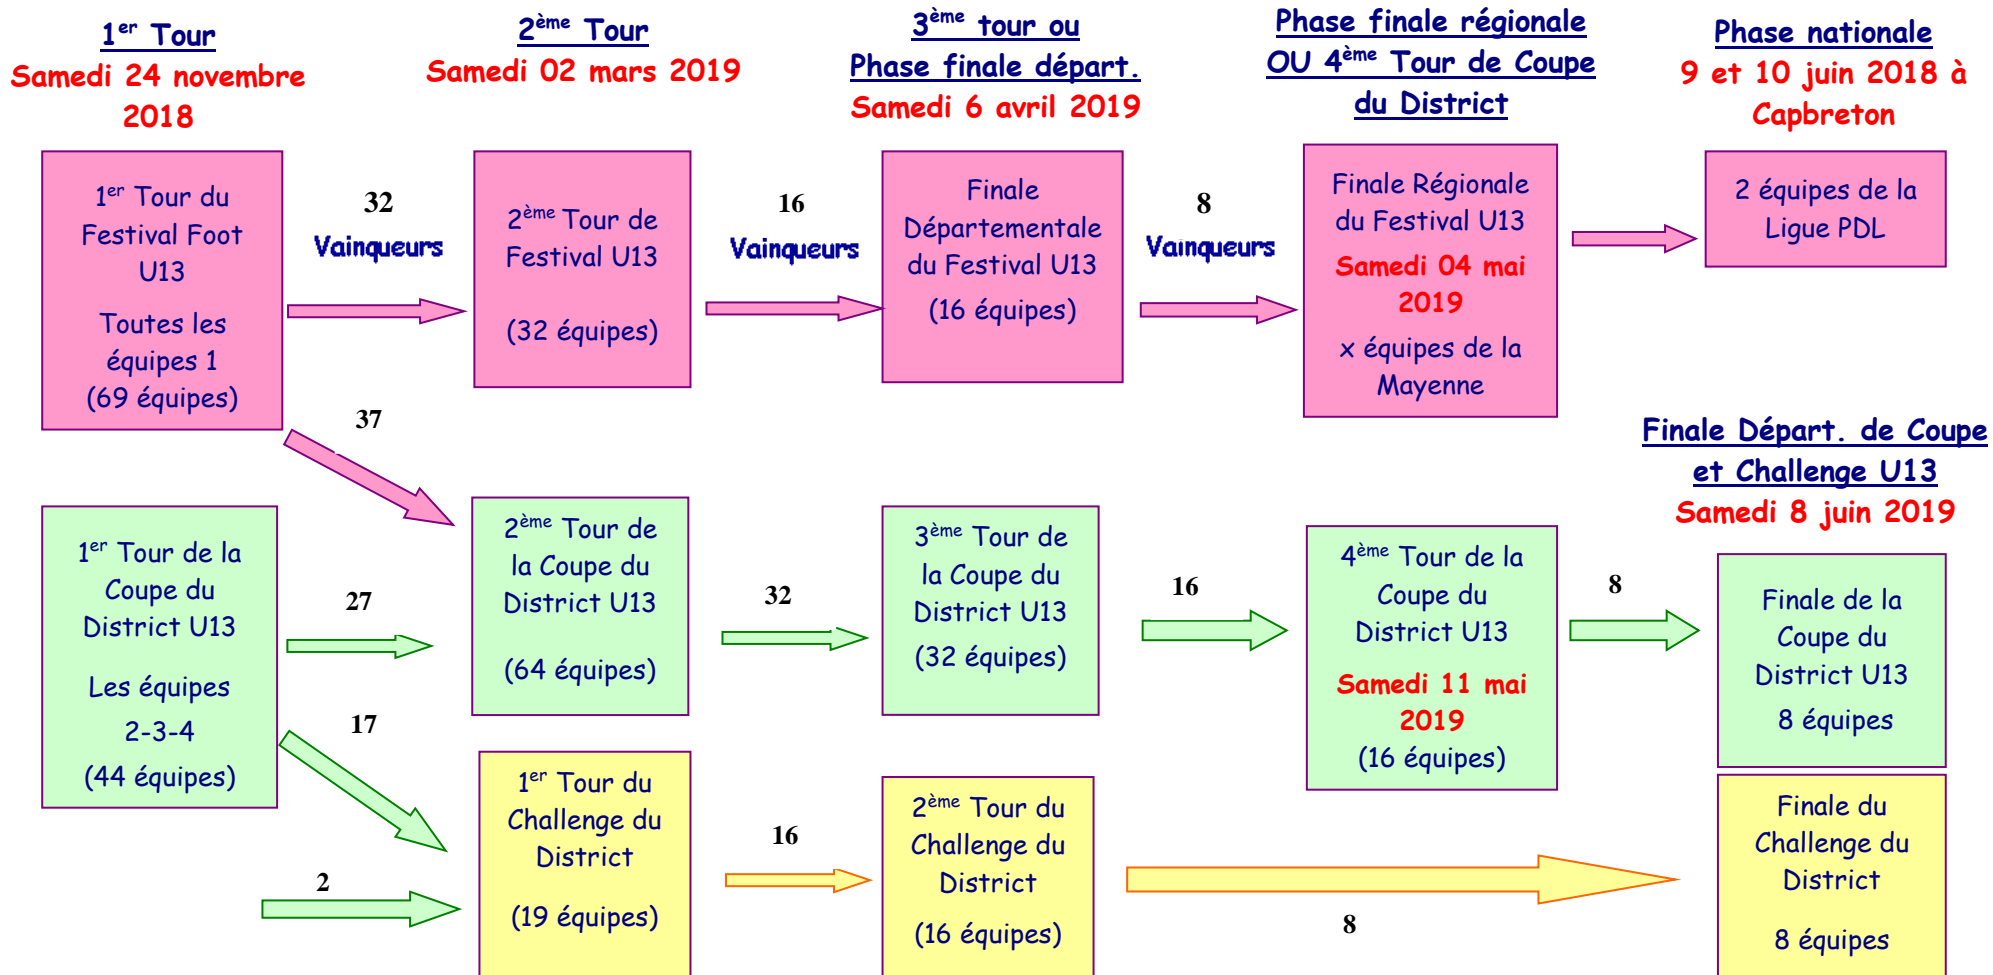 1er Tour
Samedi 24 novembre
2018
2ème Tour
Samedi 02 mars 2019
3ème tour ou
Phase finale départ.
Samedi 6 avril 2019
Phase finale régionale
OU 4ème Tour de Coupe
du District
Phase nationale
9 et 10 juin 2018 à
Capbreton
1er Tour du
Festival Foot
U13
Toutes les
équipes 1
(69 équipes)
32
Vainqueurs
2ème Tour de
Festival U13
(32 équipes)
16
Vainqueurs
Finale
Départementale
du Festival U13
(16 équipes)
8
Vainqueurs
Finale Régionale
du Festival U13
Samedi 04 mai
2019
x équipes de la
Mayenne
2 équipes de la
Ligue PDL
37
Finale Départ. de Coupe
et Challenge U13
Samedi 8 juin 2019
1er Tour de la
Coupe du
District U13
Les équipes
2-3-4
(44 équipes)
27
2ème Tour de
la Coupe du
District U13
(64 équipes)
32
3ème Tour de
la Coupe du
District U13
(32 équipes)
16
4ème Tour de la
Coupe du
District U13
Samedi 11 mai
2019
(16 équipes)
8
Finale de la
Coupe du
District U13
8 équipes
17
2
1er Tour du
Challenge du
District
(19 équipes)
16
2ème Tour du
Challenge du
District
(16 équipes)
8
Finale du
Challenge du
District
8 équipes